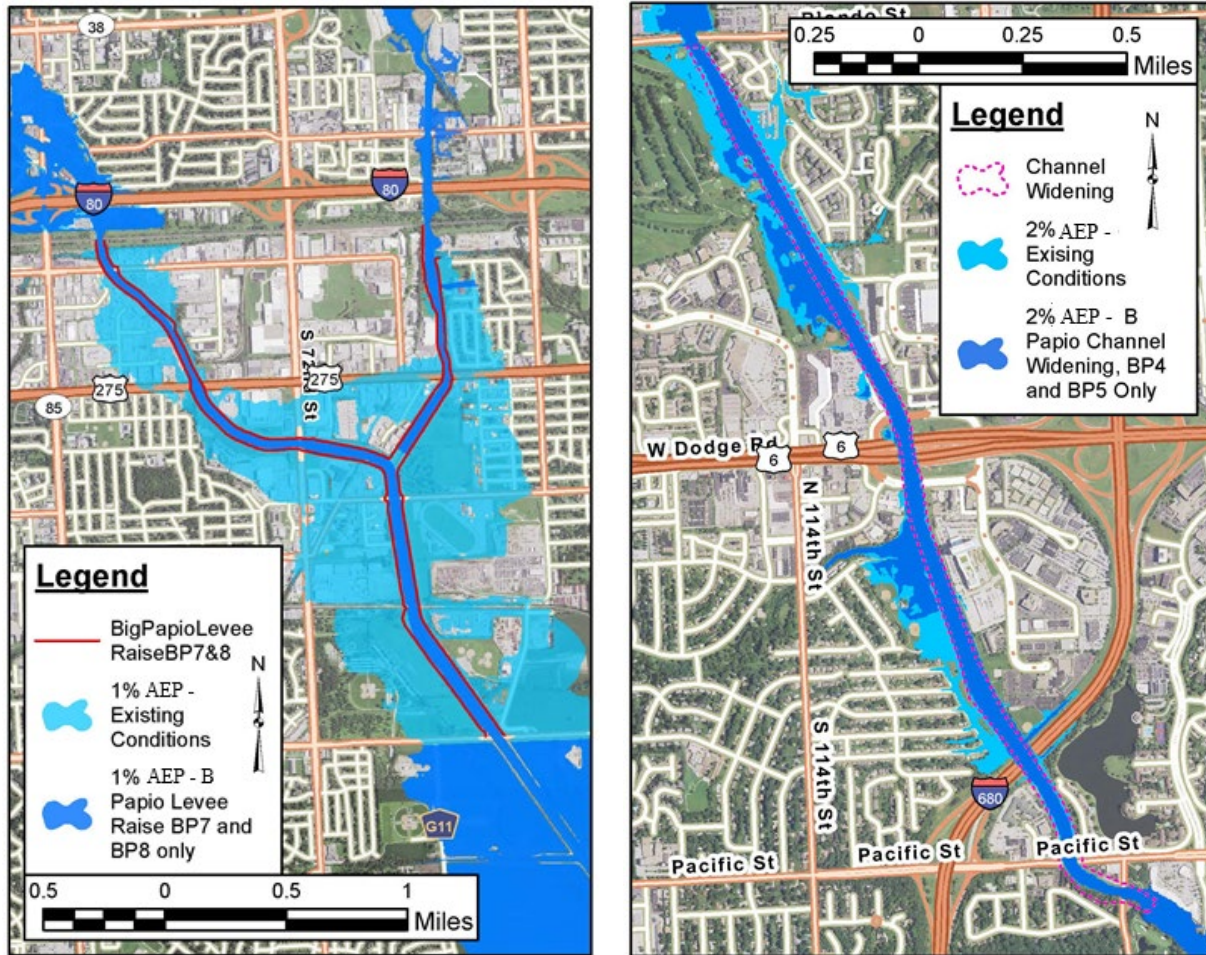 38
80
80
S 72nd St
275
275
85
Legend
BigPapioLevee
RaiseBP7&8
N
1% AEP -
Existing
Conditions
1% AEP - B
Papio Levee
Raise BP7 and
BP8 only
G11
0.5 0 0.5 1
Miles
Blondo St
0.25 0 0.25 0.5
Miles
Legend
N
Channel
Widening
2% AEP -
Exising
Conditions
2% AEP - B
Papio Channel
Widening, BP4
and BP5 Only
W Dodge Rd
6
6
N 114th St
S 114th St
680
Pacific St
Pacific St
Pacific St